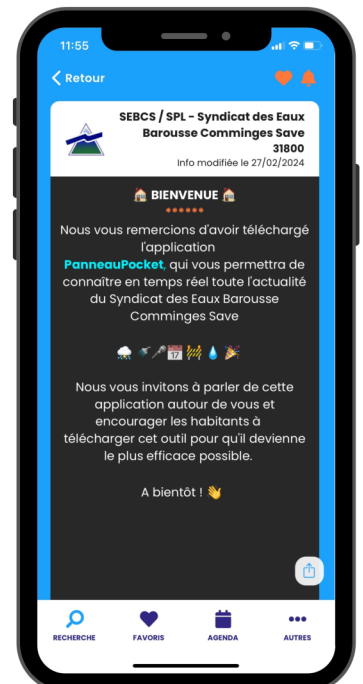 11:55
Retour
SEBCS / SPL - Syndicat des Eaux
Barousse Comminges Save
31800
Info modifiée le 27/02/2024
🏠 BIENVENUE 🏠
Nous vous remercions d'avoir téléchargé
l'application
PanneauPocket, qui vous permettra de
connaître en temps réel toute l'actualité
du Syndicat des Eaux Barousse
Comminges Save
Nous vous invitons à parler de cette
application autour de vous et
encourager les habitants à
télécharger cet outil pour qu'il devienne
le plus efficace possible.
A bientôt ! 👋
RECHERCHE
FAVORIS
AGENDA
AUTRES